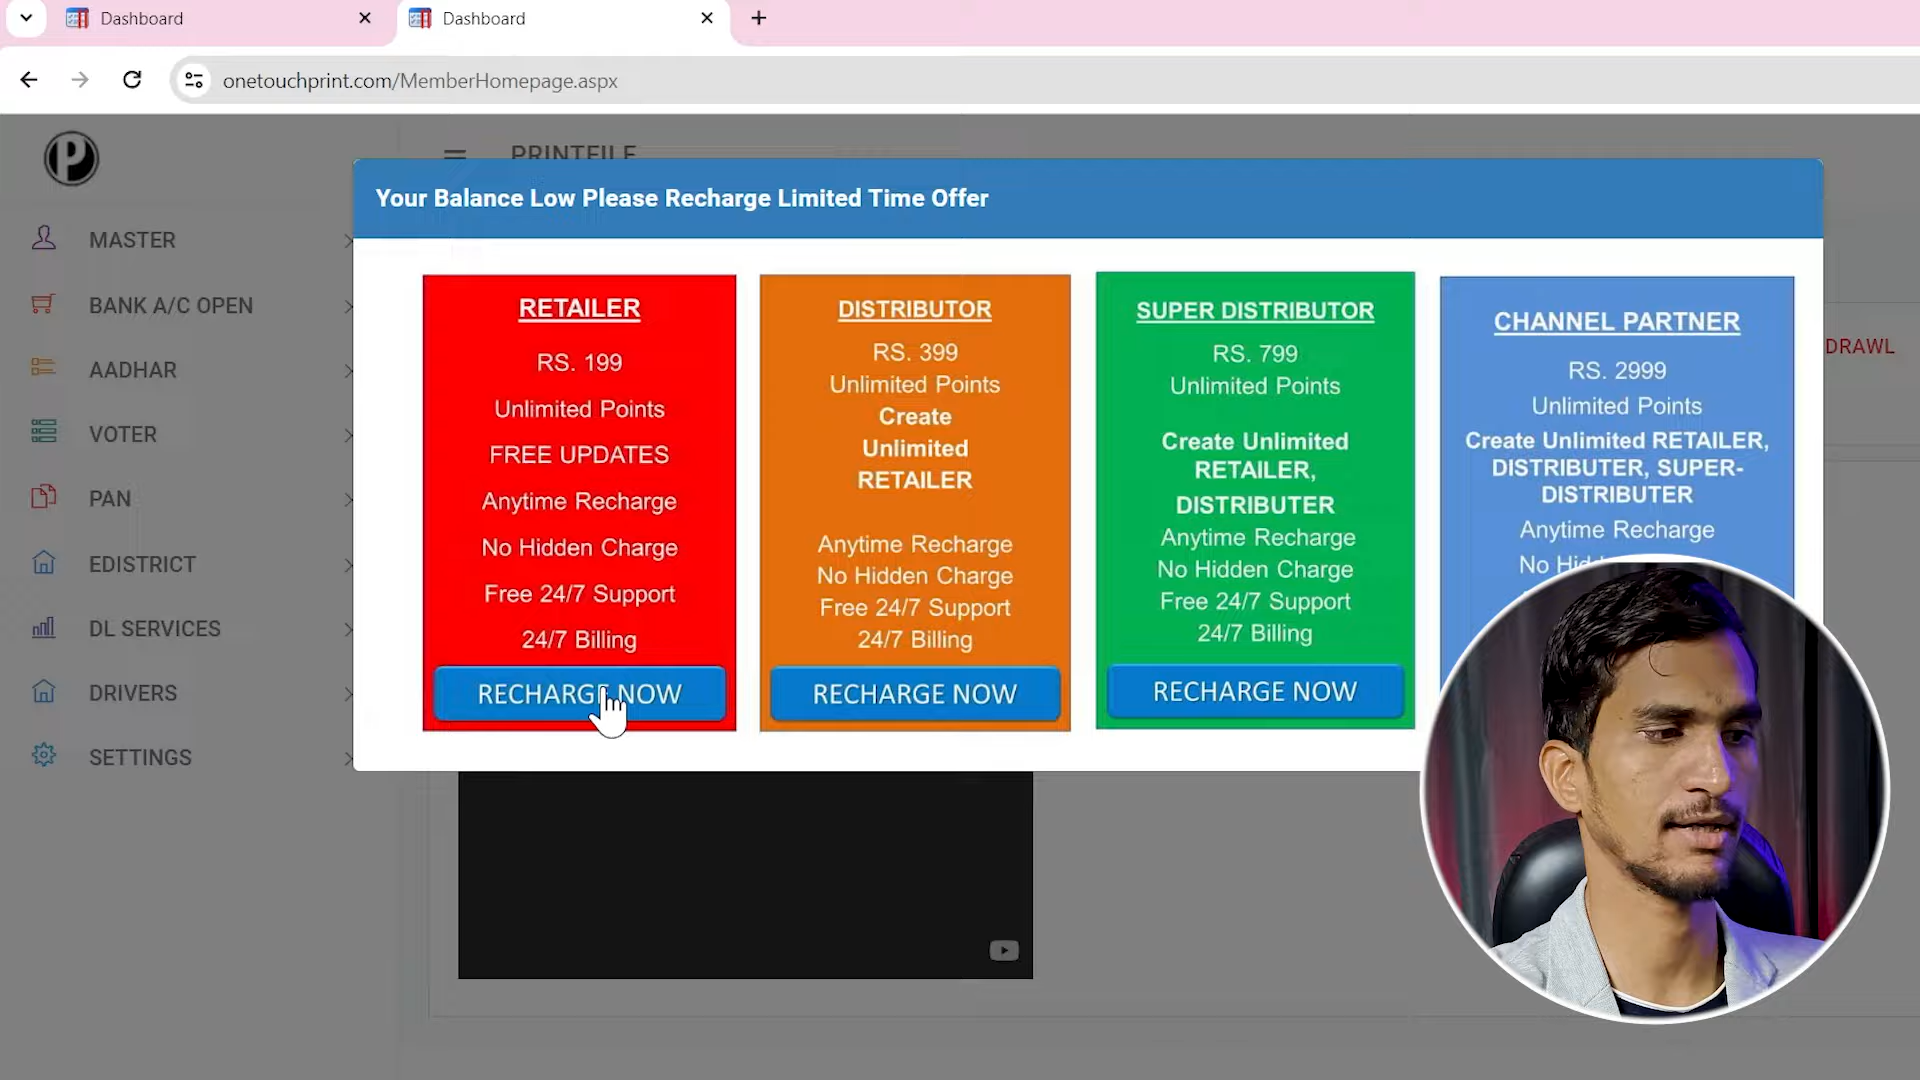 Dashboard
Dashboard
onetouchprint.com/MemberHomepage.aspx
P
PRINTFILE
MASTER
BANK A/C OPEN
AADHAR
VOTER
PAN
EDISTRICT
DL SERVICES
DRIVERS
SETTINGS
DRAWL
Your Balance Low Please Recharge Limited Time Offer
RETAILER
RS. 199
Unlimited Points
FREE UPDATES
Anytime Recharge
No Hidden Charge
Free 24/7 Support
24/7 Billing
RECHARGE NOW
DISTRIBUTOR
RS. 399
Unlimited Points
Create
Unlimited
RETAILER
Anytime Recharge
No Hidden Charge
Free 24/7 Support
24/7 Billing
RECHARGE NOW
SUPER DISTRIBUTOR
RS. 799
Unlimited Points
Create Unlimited
RETAILER,
DISTRIBUTER
Anytime Recharge
No Hidden Charge
Free 24/7 Support
24/7 Billing
RECHARGE NOW
CHANNEL PARTNER
RS. 2999
Unlimited Points
Create Unlimited RETAILER,
DISTRIBUTER, SUPER-
DISTRIBUTER
Anytime Recharge
No